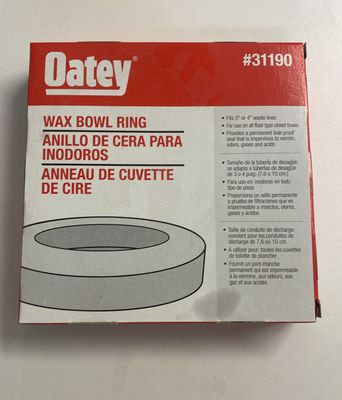 Oatey®
#31190
WAX BOWL RING
ANILLO DE CERA PARA
INODOROS
ANNEAU DE CUVETTE
DE CIRE
• Fits 3" or 4" waste lines
• For use on all floor type closet bowls
• Provides a permanent leak proof
seal that is impervious to vermin,
odors, gases and acids
• Tamaño de la tubería de desagüe:
se adapta a tuberías de desagüe
de 3 o 4 pulg. (7.6 o 10 cm.)
• Para uso en: inodoros en todo
tipo de pisos
• Proporciona un sello permanente
a prueba de filtraciones que es
impermeable a insectos, olores,
gases y ácidos
• Taille de conduite de décharge:
convient pour les conduites de
décharge de 7,6 ou 10 cm
• À utilizer pour: toutes les cuvettes
de toilette de plancher
• Fournit un joint étanche
permanent qui est imperméable
à la vermine, aux odeurs, aux
gaz et aux acides